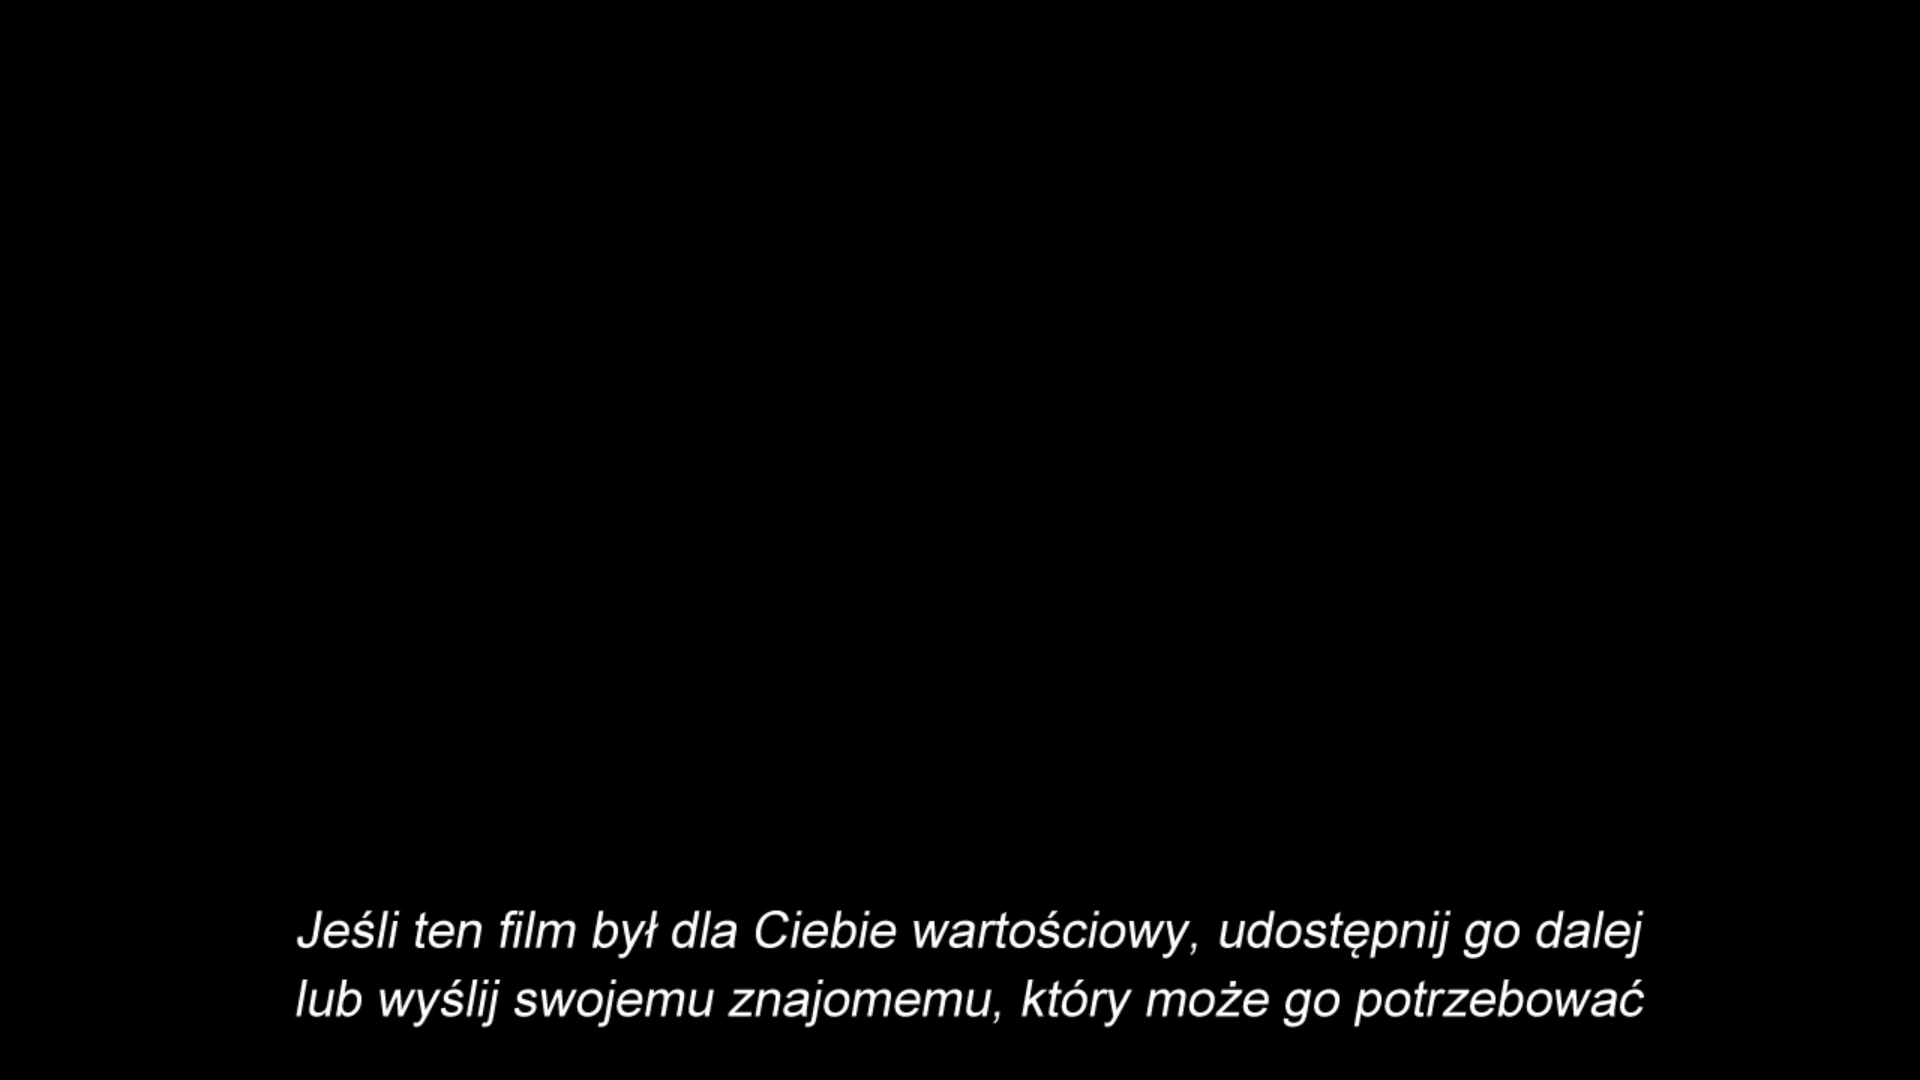 Jeśli ten film był dla Ciebie wartościowy, udostępnij go dalej
lub wyślij swojemu znajomemu, który może go potrzebować